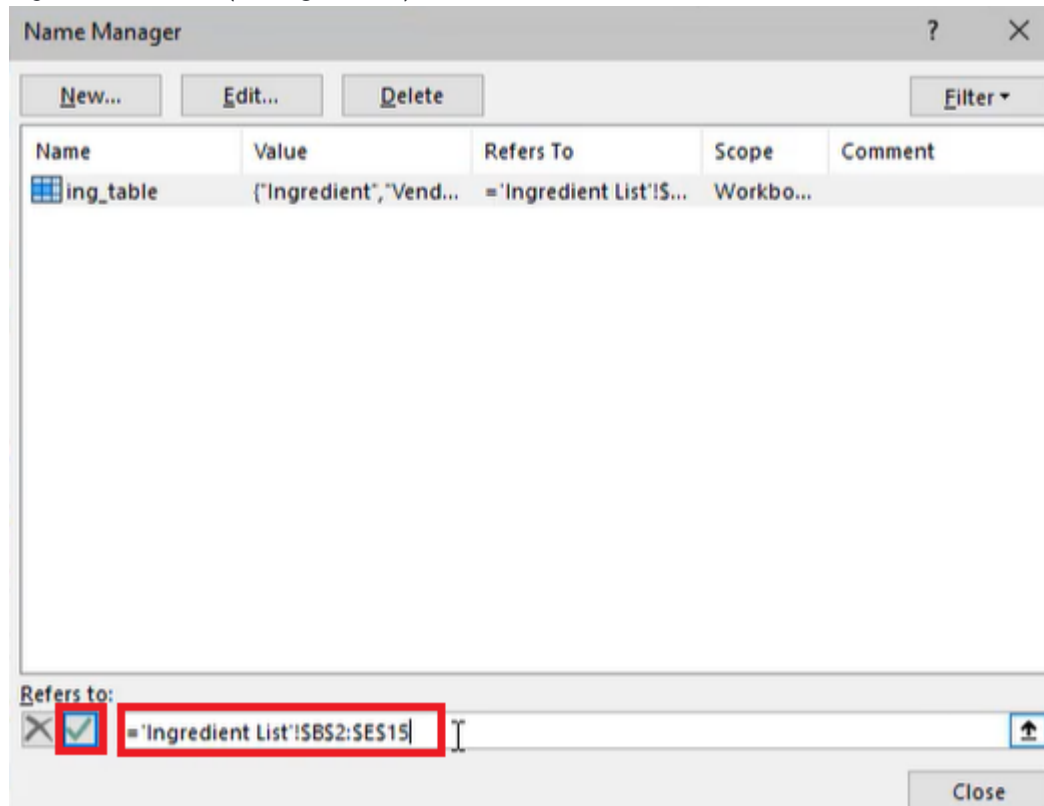 Name Manager ? ×
New... Edit... Delete Filter
Name Value Refers To Scope Comment
ing_table {"Ingredient","Vend... ='Ingredient List'!$... Workbo...
Refers to:
='Ingredient List'!$B$2:$E$15
Close